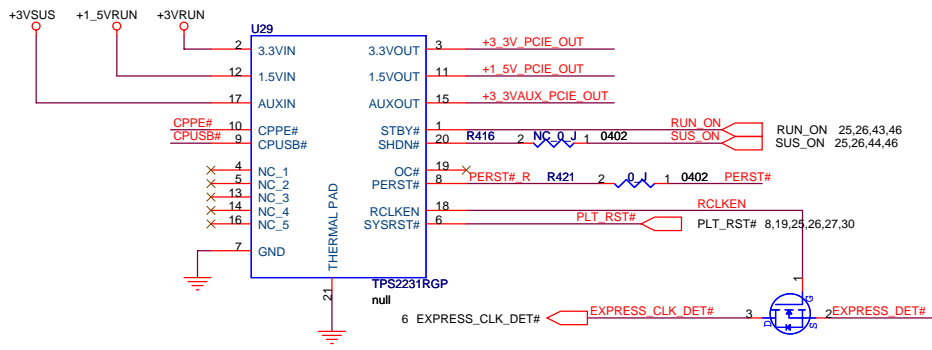 +3VSUS +1_5VRUN +3VRUN
U29
2 3.3VIN 3.3VOUT 3 +3_3V_PCIE_OUT
12 1.5VIN 1.5VOUT 11 +1_5V_PCIE_OUT
17 AUXIN AUXOUT 15 +3_3VAUX_PCIE_OUT
CPPE# 10 CPPE# STBY# 1 RUN_ON RUN_ON 25,26,43,46
CPUSB# 9 CPUSB# SHDN# 20 R416 2 NC_0_J 1 0402 SUS_ON SUS_ON 25,26,44,46
4 NC_1 OC# 19
5 NC_2 PERST# 8 PERST#_R R421 2 0_J 1 0402 PERST#
13 NC_3
14 NC_4 RCLKEN 18 RCLKEN
16 NC_5 SYSRST# 6 PLT_RST# PLT_RST# 8,19,25,26,27,30
7 GND
THERMAL PAD
21
TPS2231RGP
null
1
G
6 EXPRESS_CLK_DET# EXPRESS_CLK_DET# 3 D S 2 EXPRESS_DET#